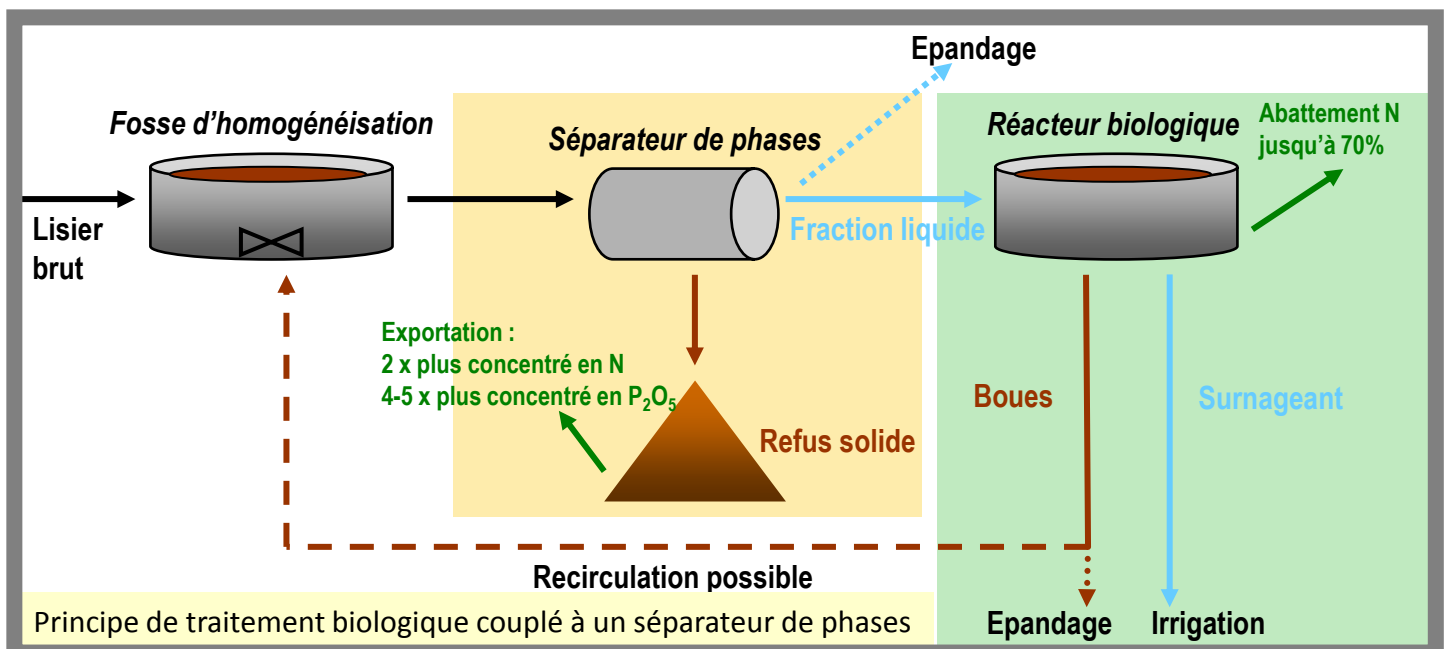 Epandage
Fosse d'homogénéisation
Séparateur de phases
Réacteur biologique
Abattement N
jusqu'à 70%
Lisier
brut
Fraction liquide
Exportation :
2 x plus concentré en N
4-5 x plus concentré en P₂O₅
Refus solide
Boues
Surnageant
Recirculation possible
Principe de traitement biologique couplé à un séparateur de phases
Epandage
Irrigation